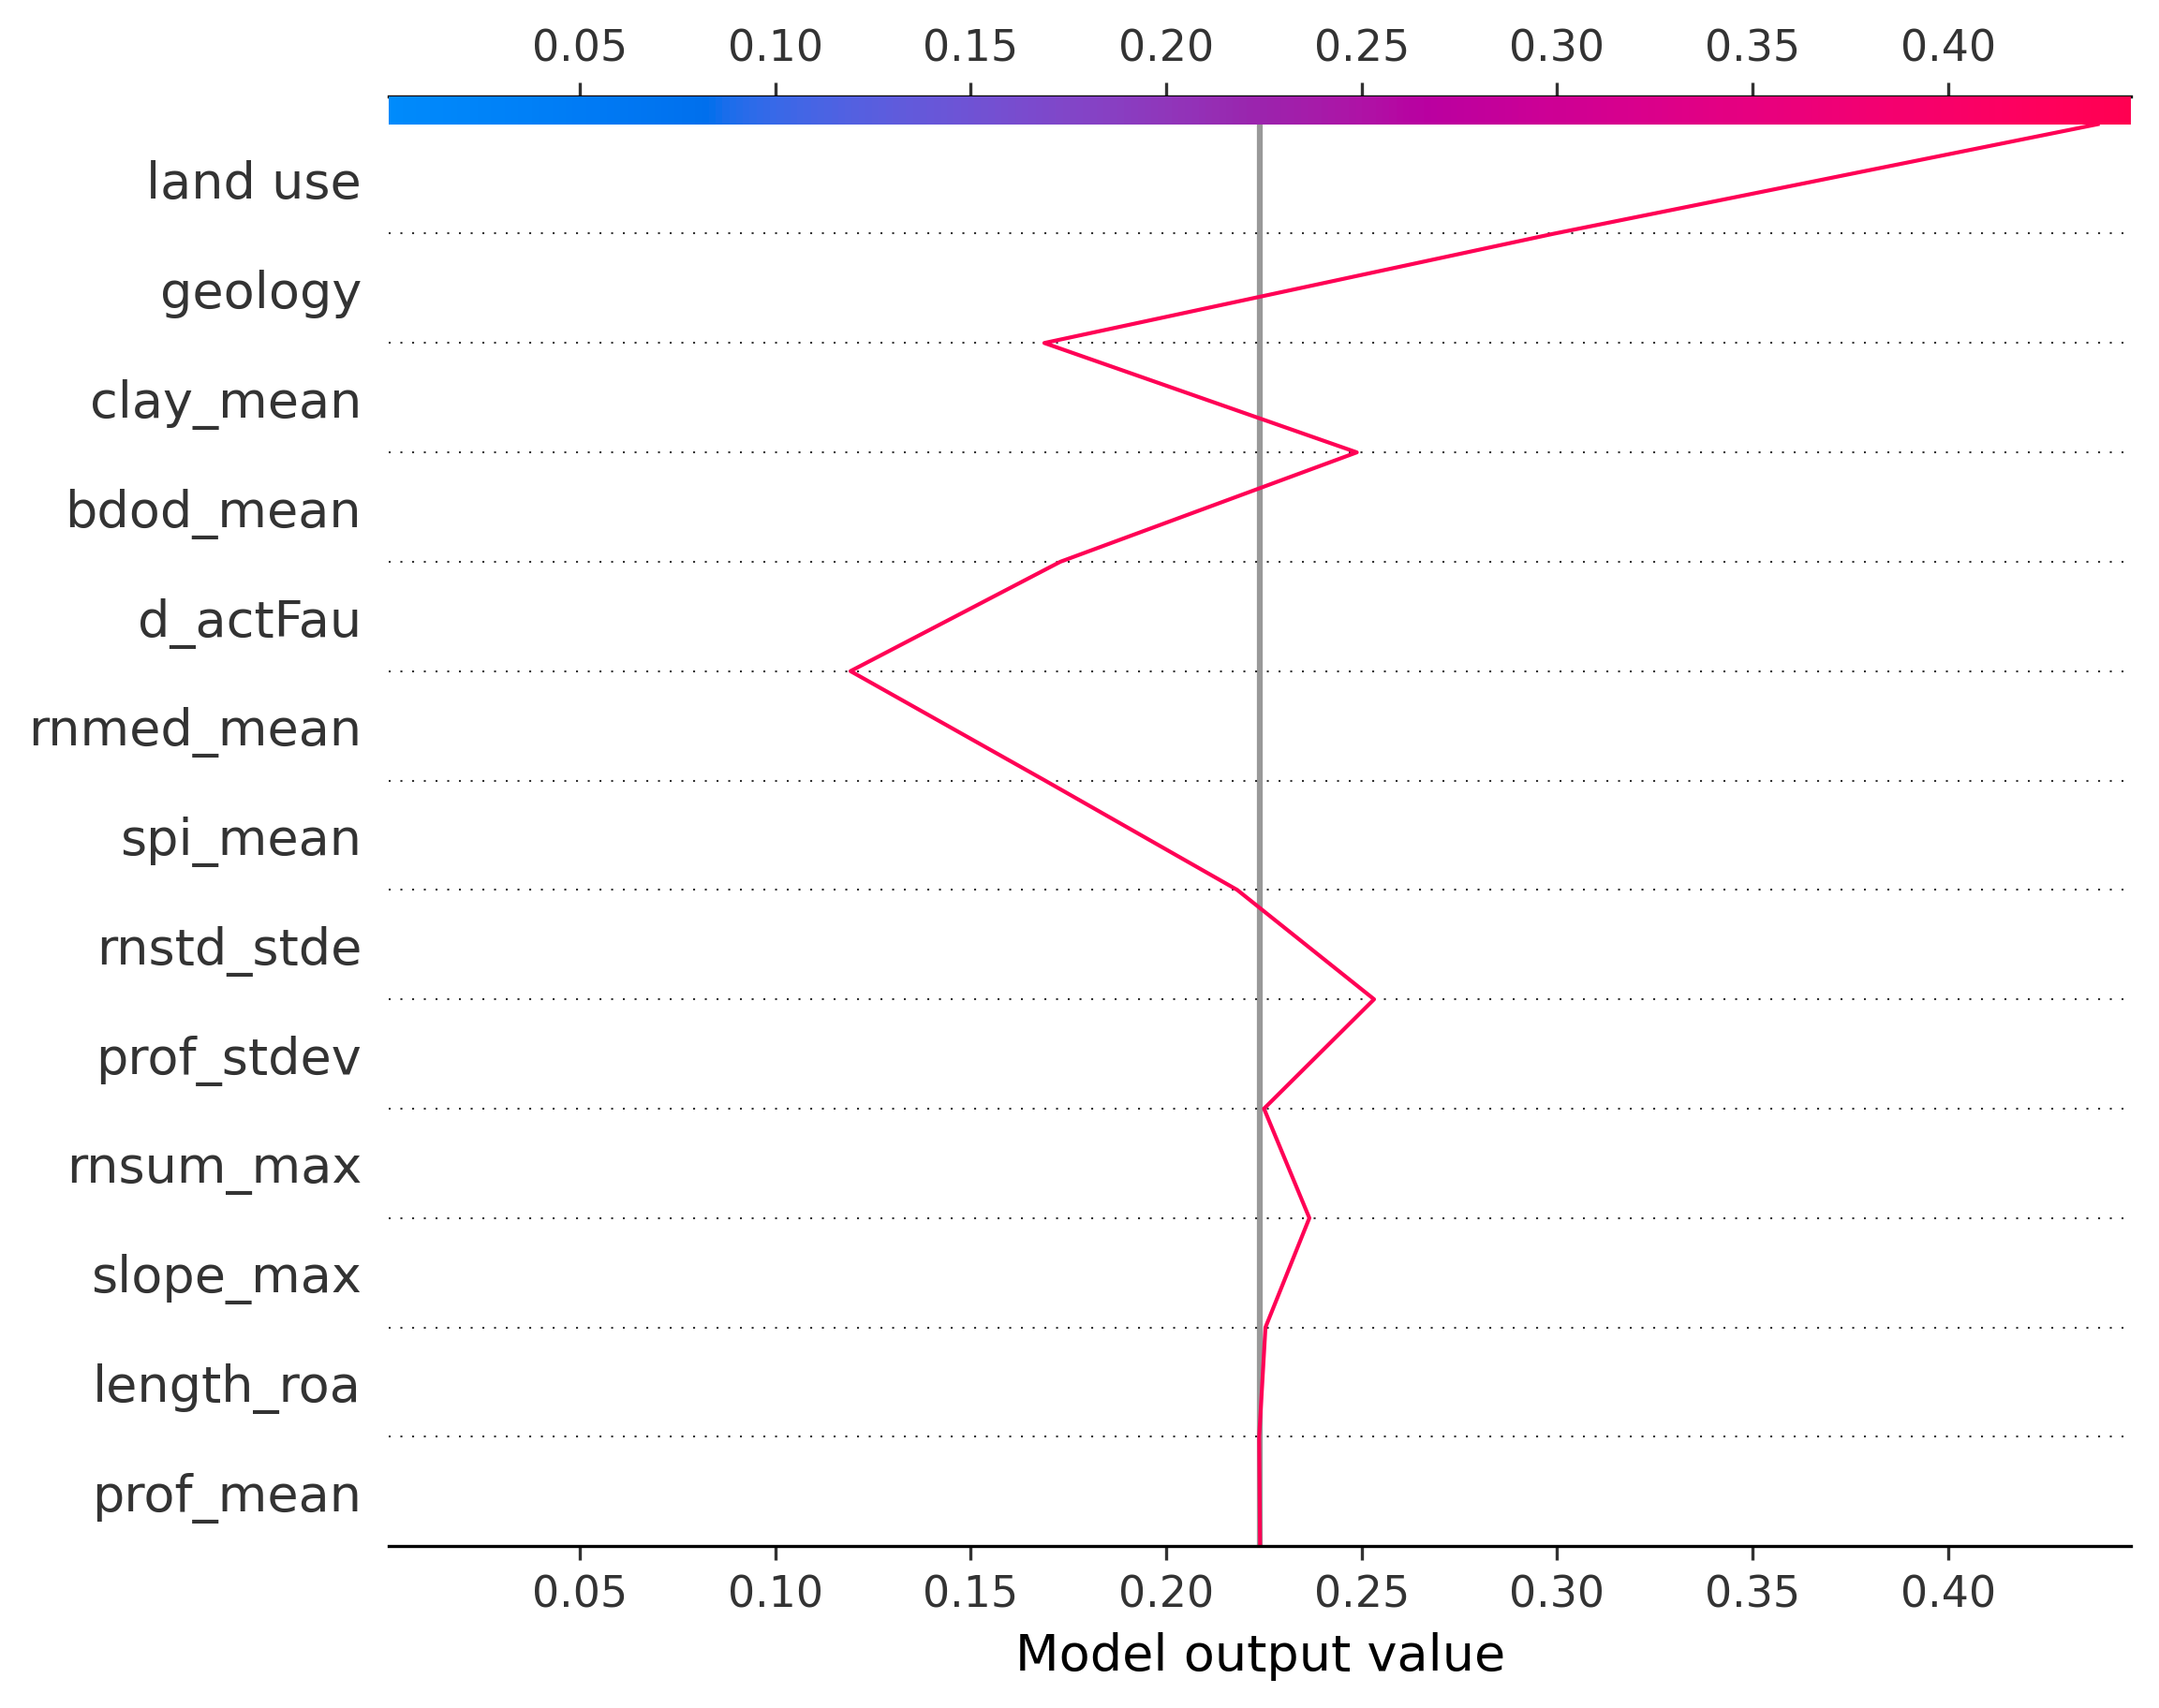 0.05 0.10 0.15 0.20 0.25 0.30 0.35 0.40
land use
geology
clay_mean
bdod_mean
d_actFau
rnmed_mean
spi_mean
rnstd_stde
prof_stdev
rnsum_max
slope_max
length_roa
prof_mean
0.05 0.10 0.15 0.20 0.25 0.30 0.35 0.40
Model output value